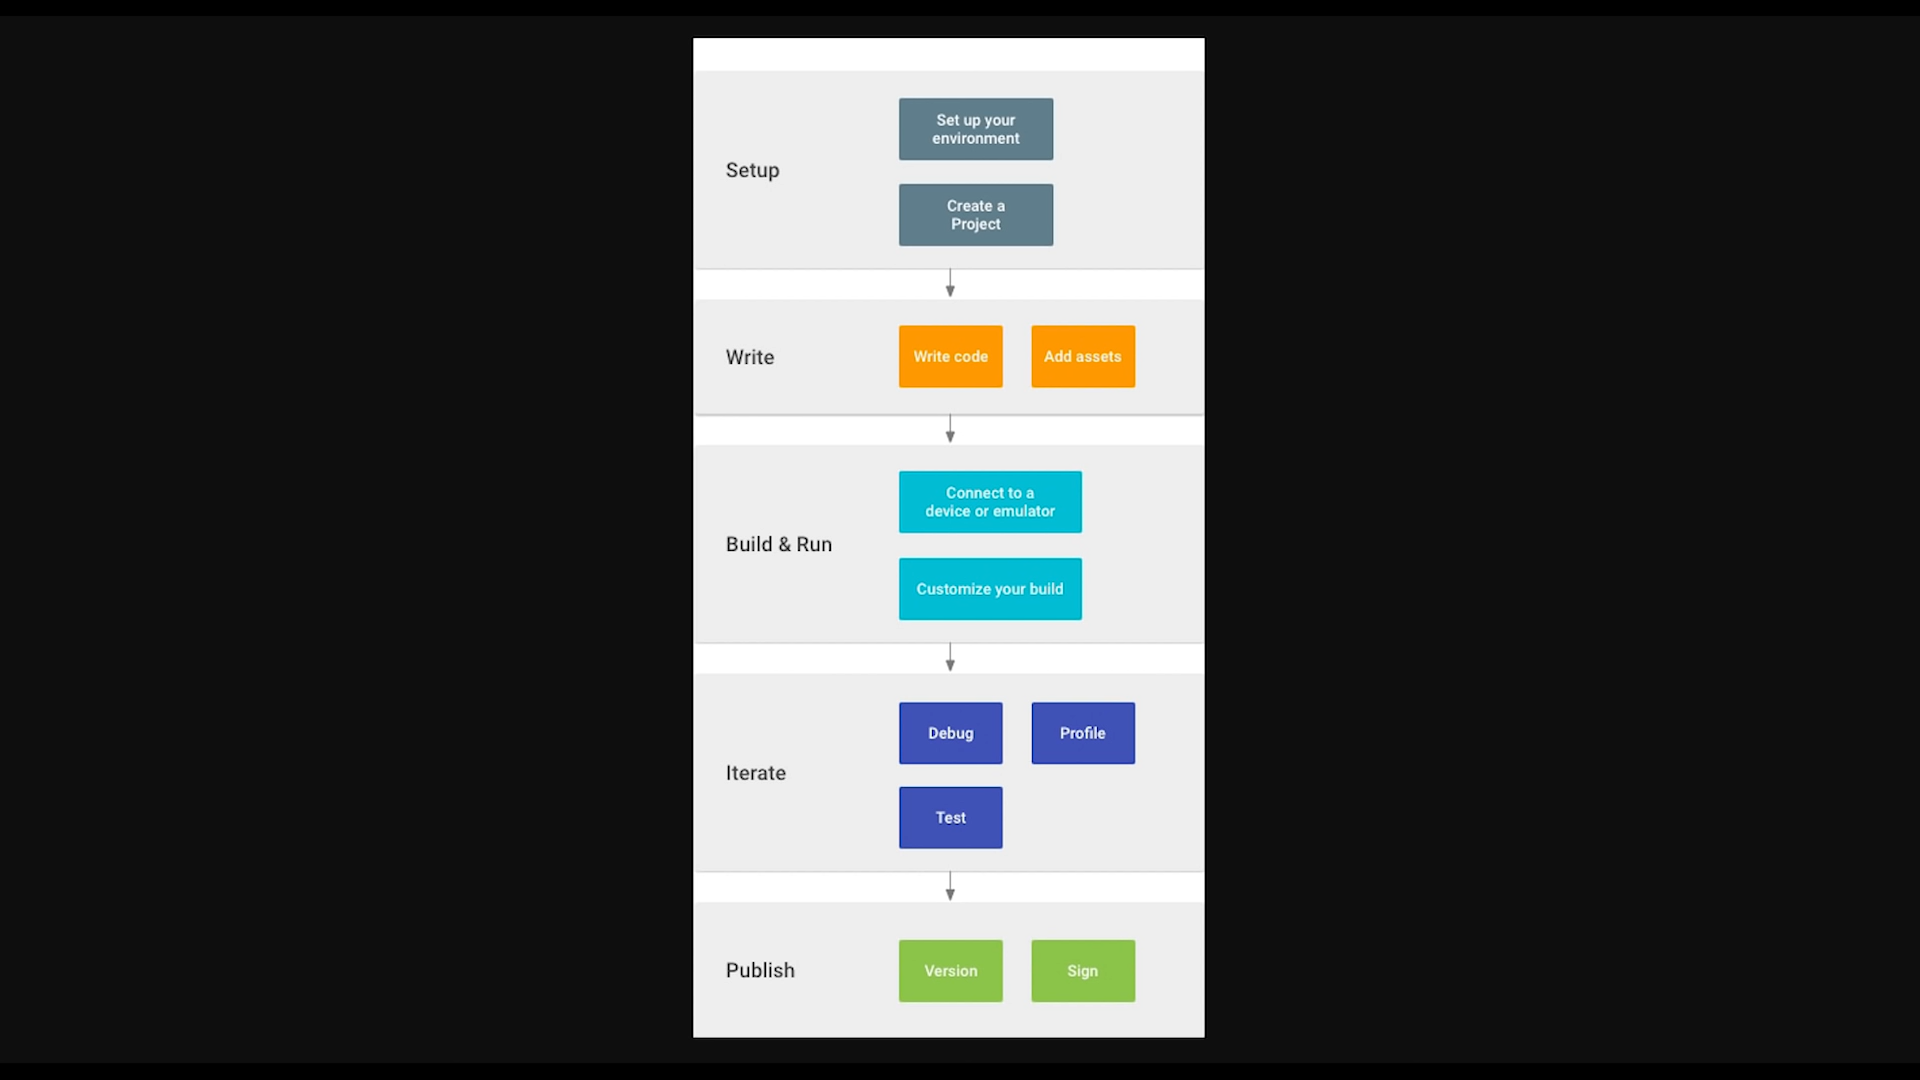 Setup
Set up your
environment
Create a
Project
Write
Write code
Add assets
Build & Run
Connect to a
device or emulator
Customize your build
Iterate
Debug
Profile
Test
Publish
Version
Sign